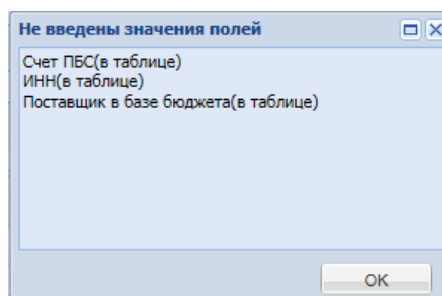 Не введены значения полей
Счет ПБС(в таблице)
ИНН(в таблице)
Поставщик в базе бюджета(в таблице)
OK